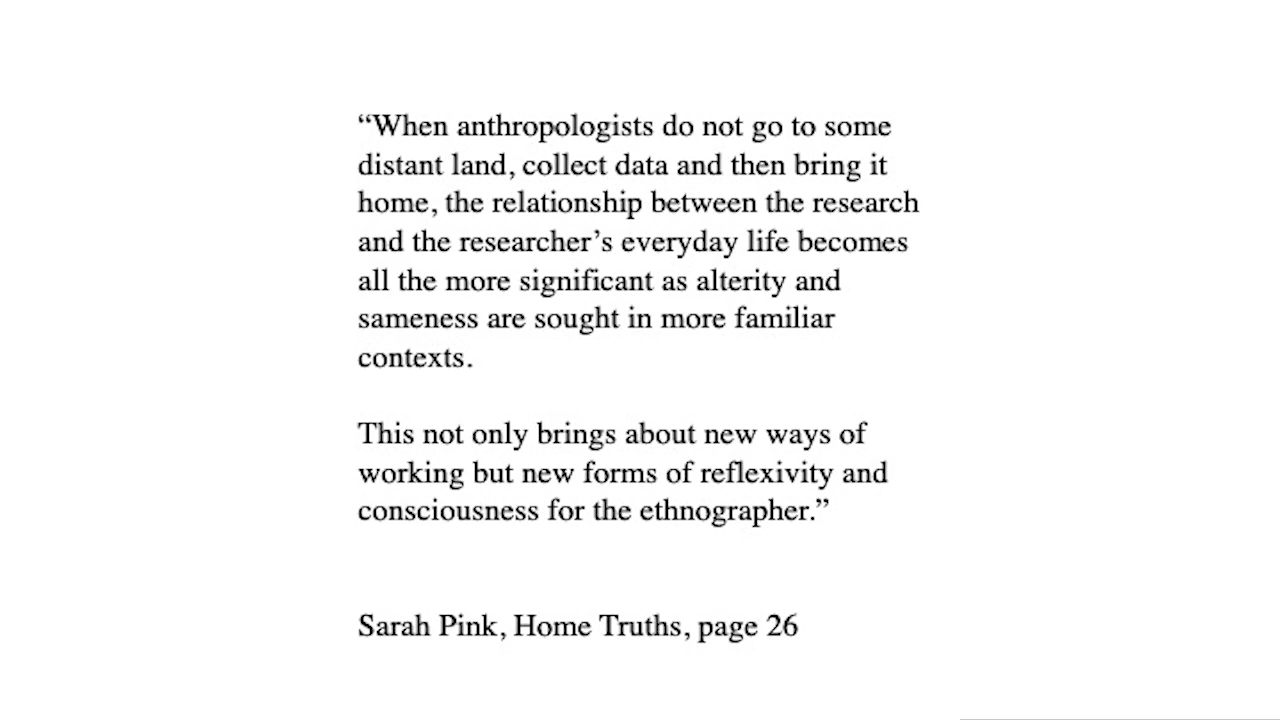 “When anthropologists do not go to some
distant land, collect data and then bring it
home, the relationship between the research
and the researcher’s everyday life becomes
all the more significant as alterity and
sameness are sought in more familiar
contexts.
This not only brings about new ways of
working but new forms of reflexivity and
consciousness for the ethnographer.”
Sarah Pink, Home Truths, page 26